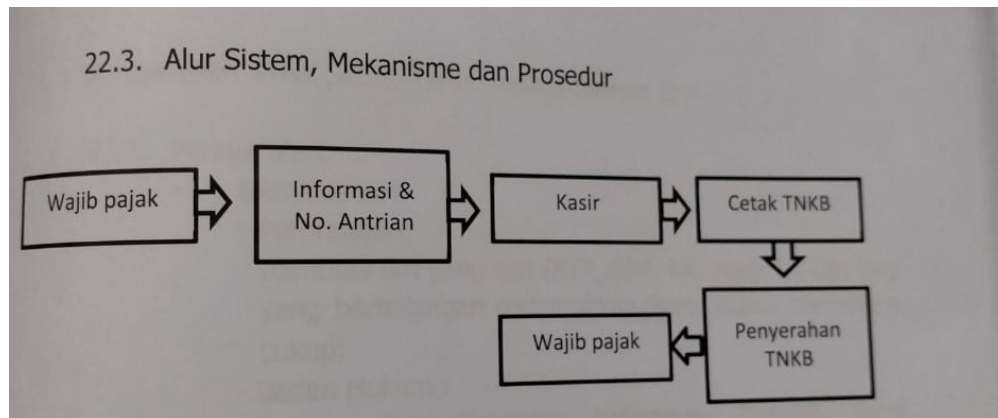 22.3. Alur Sistem, Mekanisme dan Prosedur
Wajib pajak
Informasi &
No. Antrian
Kasir
Cetak TNKB
Penyerahan
TNKB
Wajib pajak